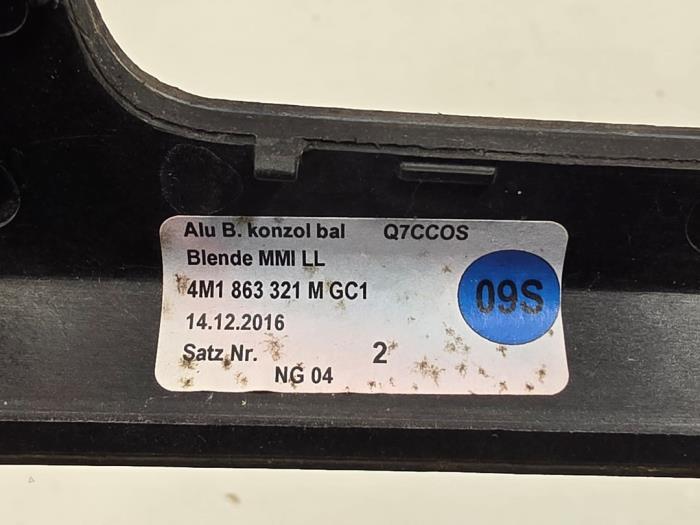 Alu B. konzol bal Q7CCOS
Blende MMI LL
4M1 863 321 M GC1
14.12.2016
Satz Nr. 2
NG 04
09S